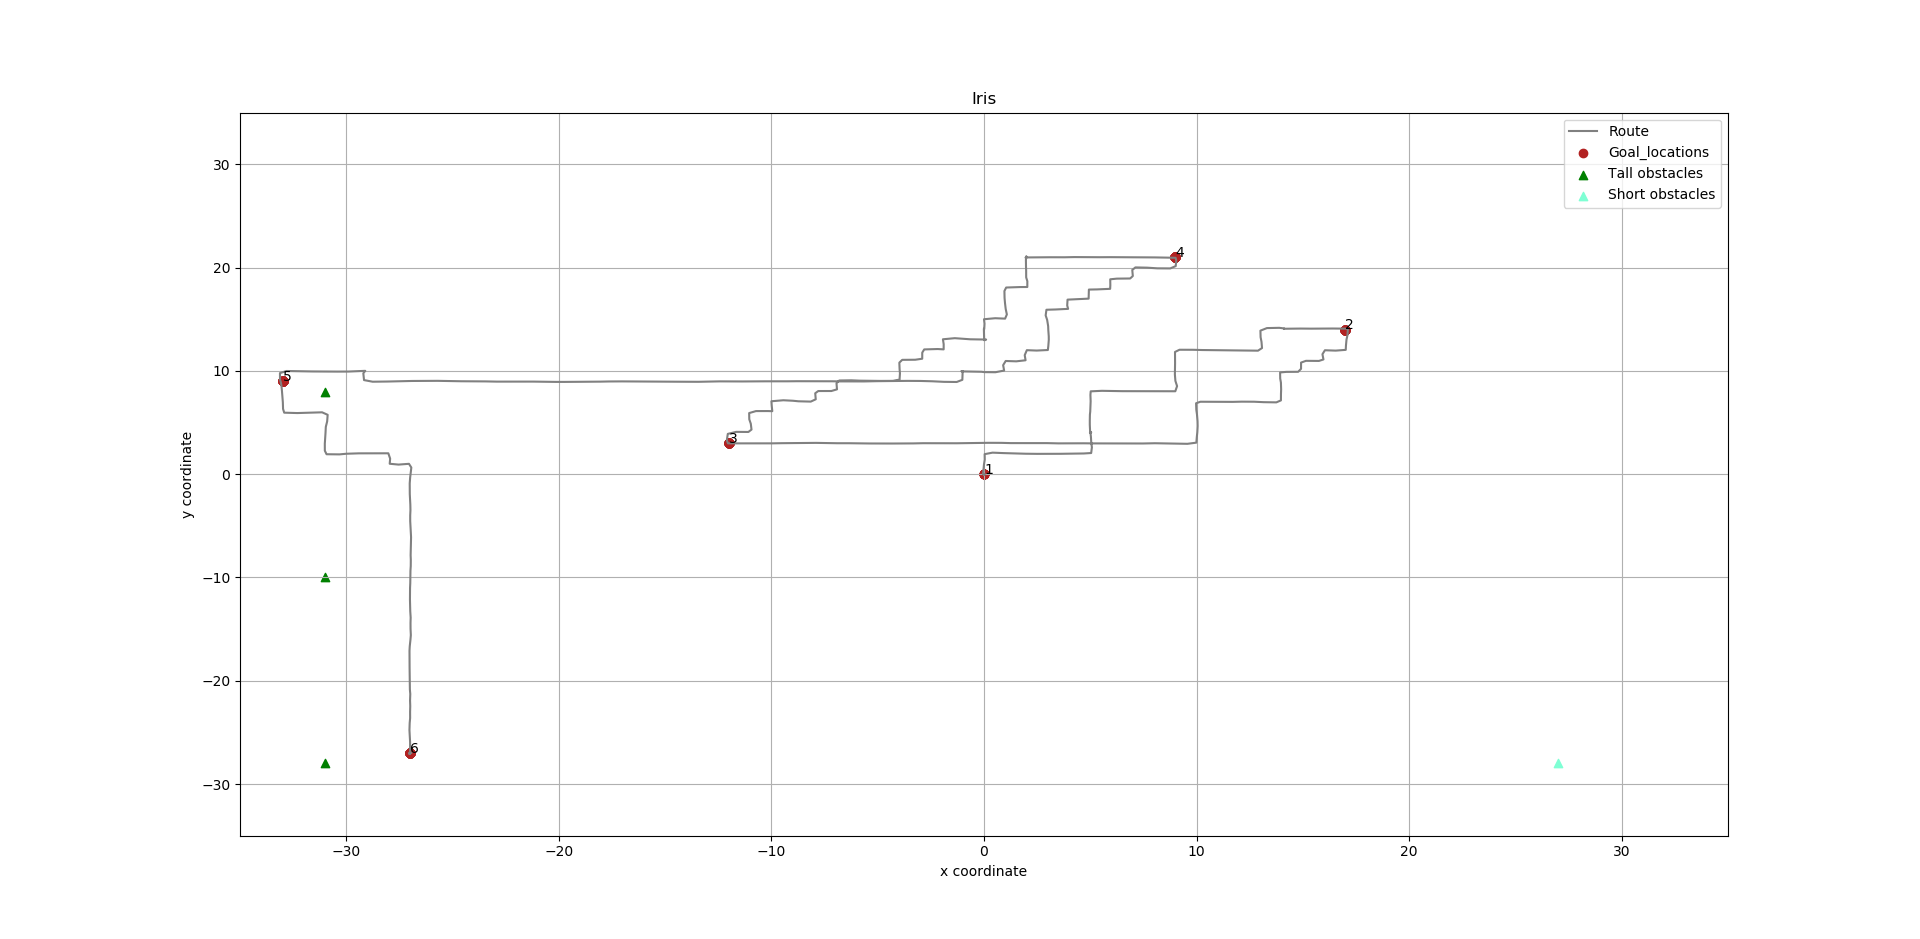 Iris
Route
Goal_locations
Tall obstacles
Short obstacles
30
20
10
0
−10
−20
−30
y coordinate
4
2
5
3
1
6
−30
−20
−10
0
10
20
30
x coordinate